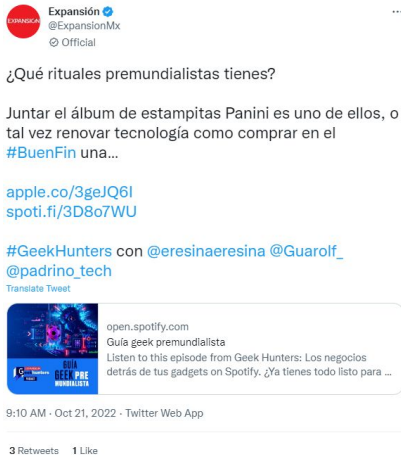 Expansión
@ExpansionMx
Official
¿Qué rituales premundialistas tienes?
Juntar el álbum de estampitas Panini es uno de ellos, o
tal vez renovar tecnología como comprar en el
#BuenFin una...
apple.co/3geJQ6I
spoti.fi/3D8o7WU
#GeekHunters con @eresinaeresina @Guarolf_
@padrino_tech
Translate Tweet
open.spotify.com
Guía geek premundialista
Listen to this episode from Geek Hunters: Los negocios
detrás de tus gadgets on Spotify. ¿Ya tienes todo listo para ...
GUÍA
GEEK PRE
MUNDIALISTA
9:10 AM · Oct 21, 2022 · Twitter Web App
3 Retweets 1 Like